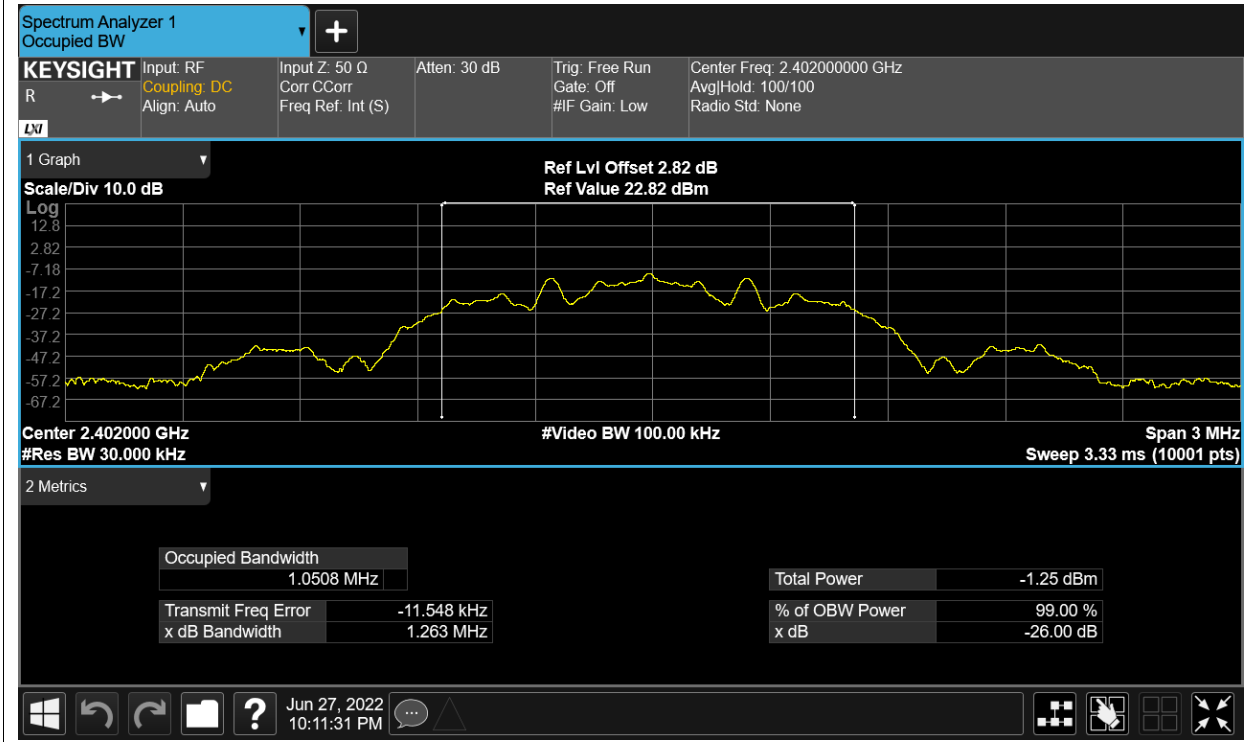 Spectrum Analyzer 1
Occupied BW
KEYSIGHT
R
LXI
Input: RF
Coupling: DC
Align: Auto
Input Z: 50 Ω
Corr CCorr
Freq Ref: Int (S)
Atten: 30 dB
Trig: Free Run
Gate: Off
#IF Gain: Low
Center Freq: 2.402000000 GHz
Avg|Hold: 100/100
Radio Std: None
1 Graph
Scale/Div 10.0 dB
Ref Lvl Offset 2.82 dB
Ref Value 22.82 dBm
Log
12.8
2.82
-7.18
-17.2
-27.2
-37.2
-47.2
-57.2
-67.2
Center 2.402000 GHz
#Res BW 30.000 kHz
#Video BW 100.00 kHz
Span 3 MHz
Sweep 3.33 ms (10001 pts)
2 Metrics
Occupied Bandwidth
1.0508 MHz
Transmit Freq Error -11.548 kHz
x dB Bandwidth 1.263 MHz
Total Power -1.25 dBm
% of OBW Power 99.00 %
x dB -26.00 dB
?
Jun 27, 2022
10:11:31 PM